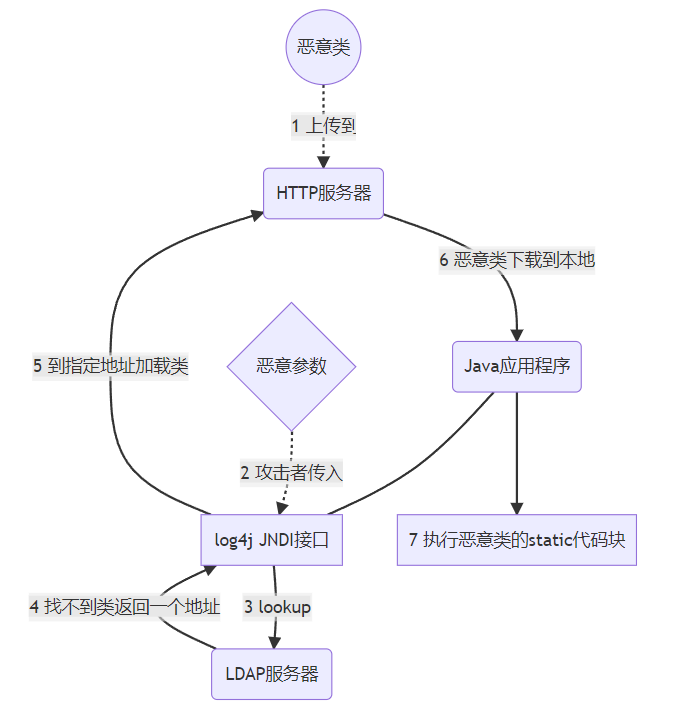 恶意类
1 上传到
HTTP服务器
6 恶意类下载到本地
5 到指定地址加载类
恶意参数
Java应用程序
2 攻击者传入
log4j JNDI接口
7 执行恶意类的static代码块
4 找不到类返回一个地址
3 lookup
LDAP服务器